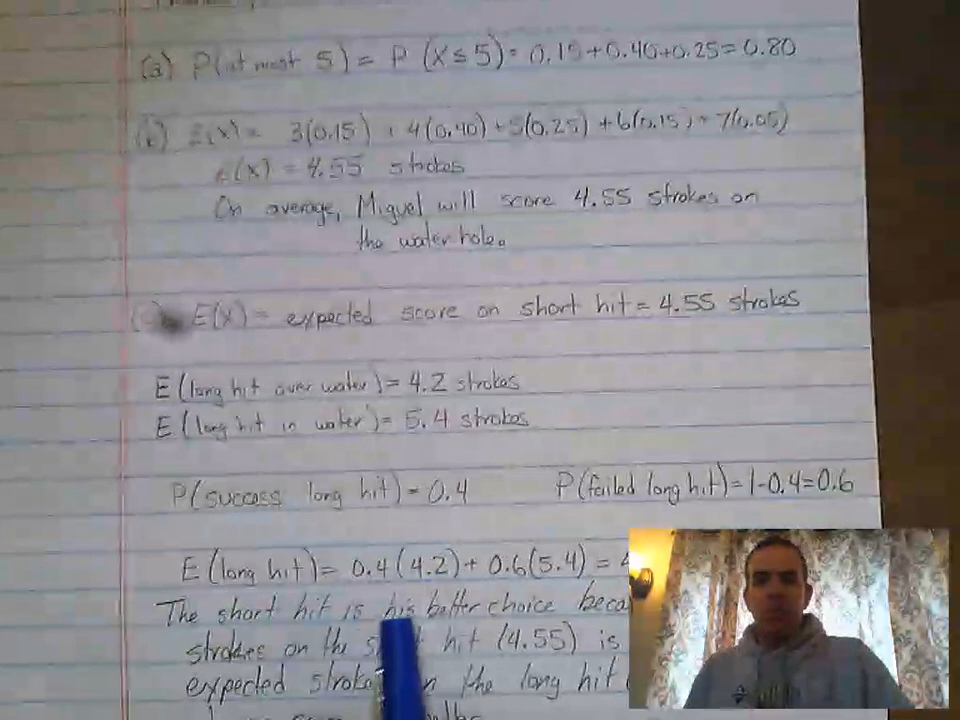 (a) P(at most 5) = P (X ≤ 5) = 0.15+0.40+0.25 = 0.80
(b) E(X) = 3(0.15) + 4(0.40) + 5(0.25) + 6(0.15) + 7(0.05)
E(X) = 4.55 strokes
On average, Miguel will score 4.55 strokes on
the water hole.
(c) E(X) = expected score on short hit = 4.55 strokes
E (long hit over water) = 4.2 strokes
E (long hit in water) = 5.4 strokes
P(success long hit) = 0.4 P(failed long hit) = 1-0.4 = 0.6
E (long hit) = 0.4(4.2) + 0.6(5.4) =
The short hit is his better choice
strokes on the hit (4.55) is
expected the long hit